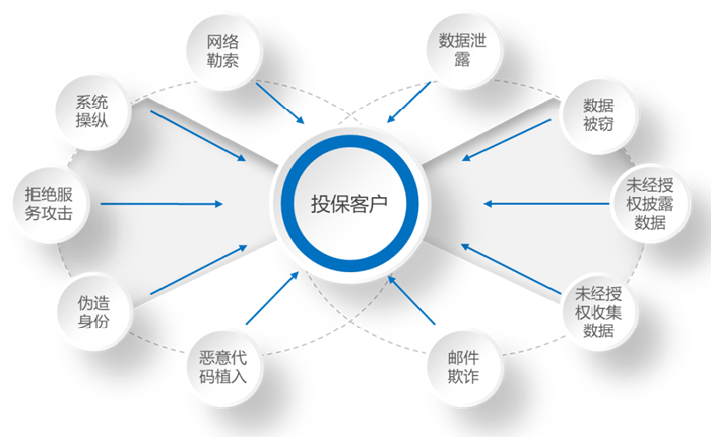 网络
勒索
数据泄
露
系统
操纵
数据
被窃
拒绝服
务攻击
投保客户
未经授
权披露
数据
伪造
身份
未经授
权收集
数据
恶意代
码植入
邮件
欺诈